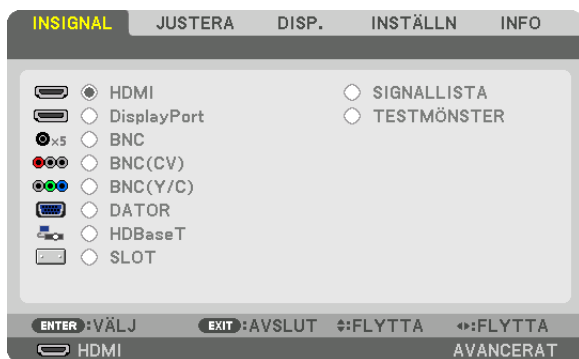 INSIGNAL JUSTERA DISP. INSTÄLLN INFO
HDMI SIGNALLISTA
DisplayPort TESTMÖNSTER
×5 BNC
BNC(CV)
BNC(Y/C)
DATOR
HDBaseT
SLOT
ENTER:VÄLJ EXIT:AVSLUT :FLYTTA :FLYTTA
HDMI AVANCERAT